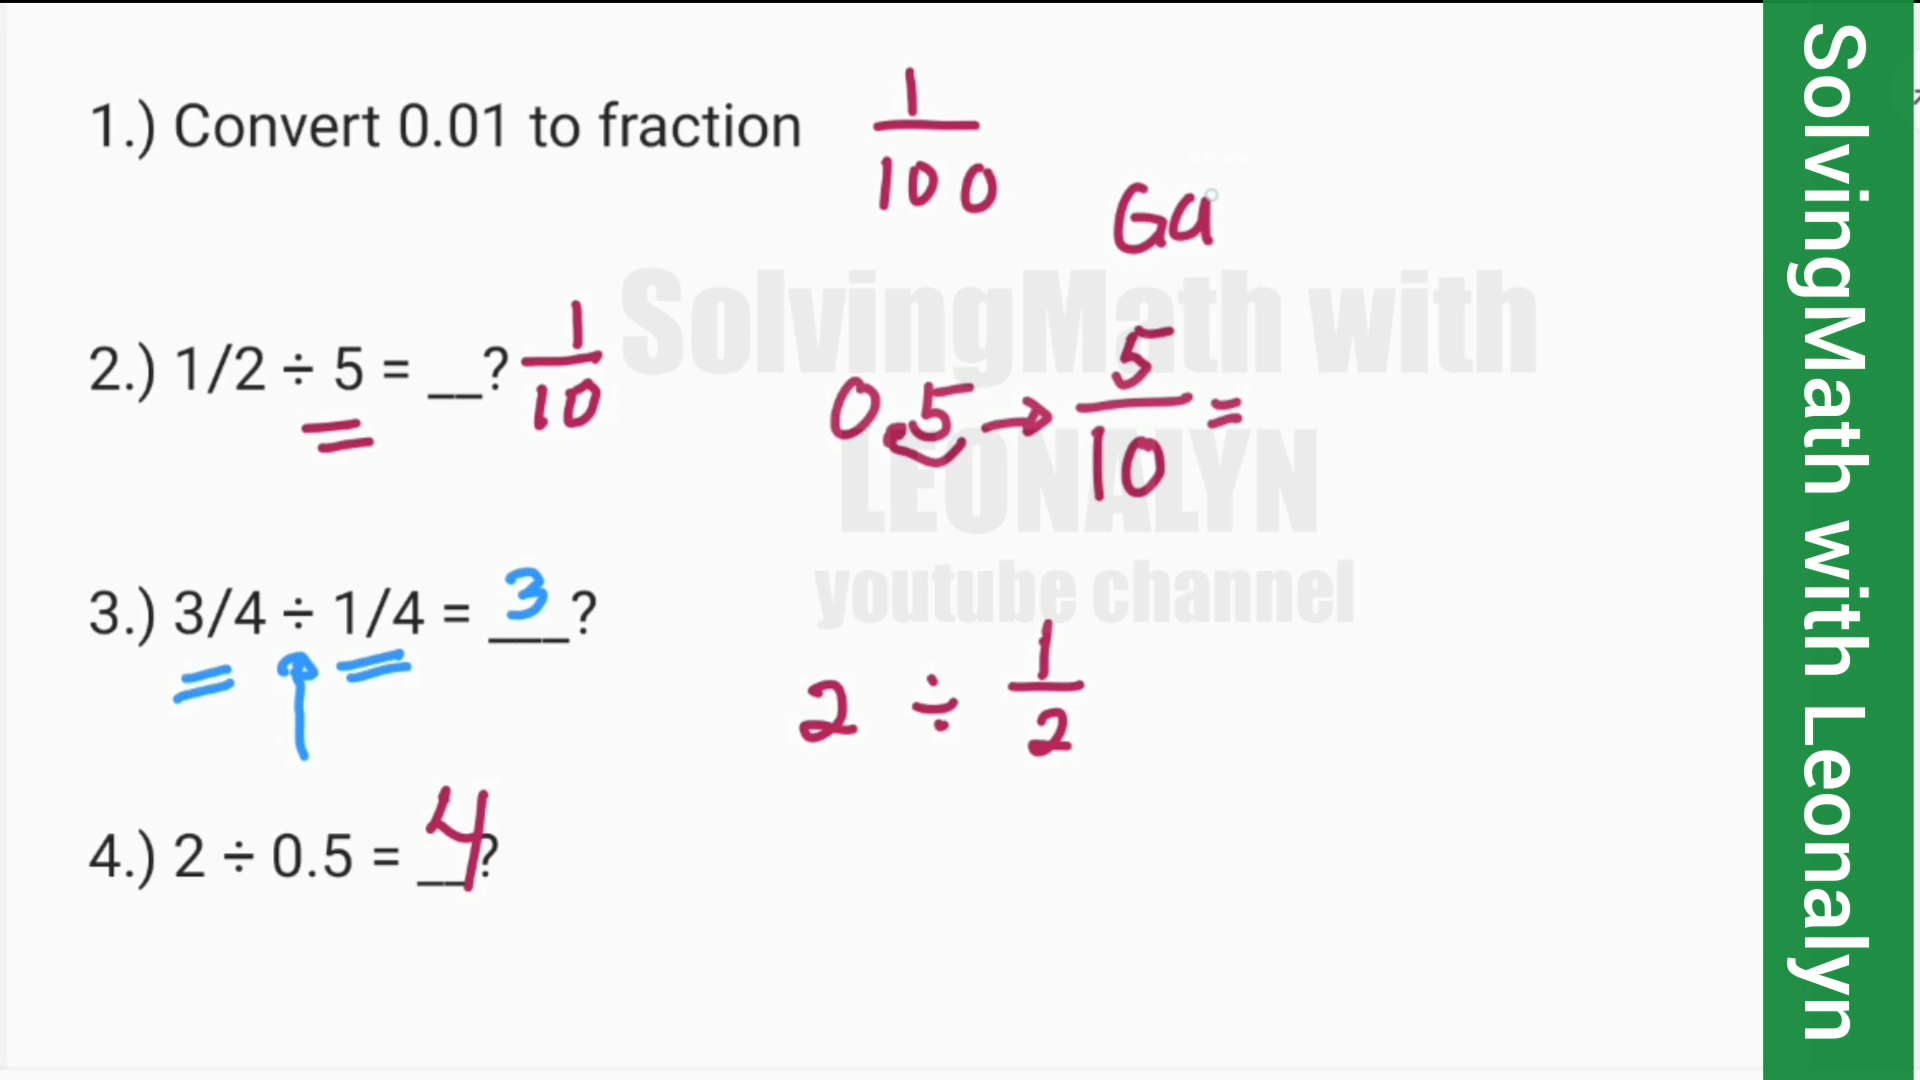 1.) Convert 0.01 to fraction 1/100
Ga
2.) 1/2 ÷ 5 = __? 1/10
0.5 → 5/10 =
3.) 3/4 ÷ 1/4 = 3___?
2 ÷ 1/2
4.) 2 ÷ 0.5 = 4__?
SolvingMath with
LEONALYN
youtube channel
SolvingMath with Leonalyn